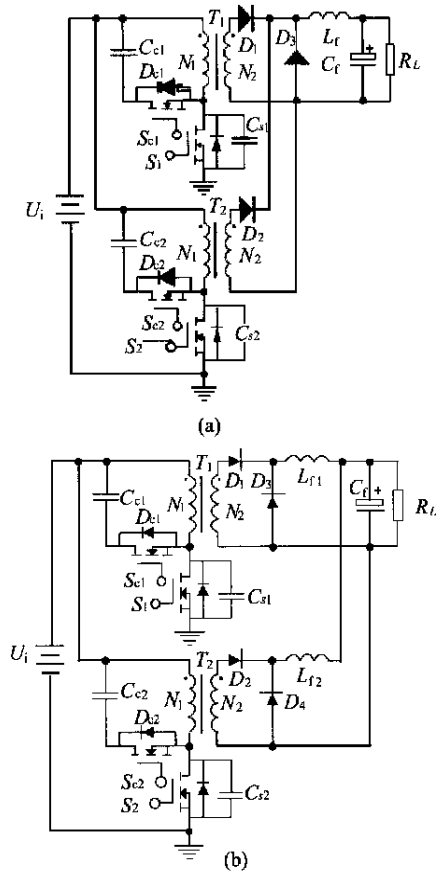 T1
Cc1
N1
D1
D3
Lf
Cf
+
RL
Dc1
N2
Sc1
S1
Cs1
Ui
T2
Cc2
N1
D2
N2
Dc2
Sc2
S2
Cs2
(a)
T1
Cc1
N1
D1
D3
Lf1
Cf
+
RL
N2
Dc1
Sc1
S1
Cs1
Ui
T2
Cc2
N1
N2
D2
Lf2
D4
Dc2
Sc2
S2
Cs2
(b)